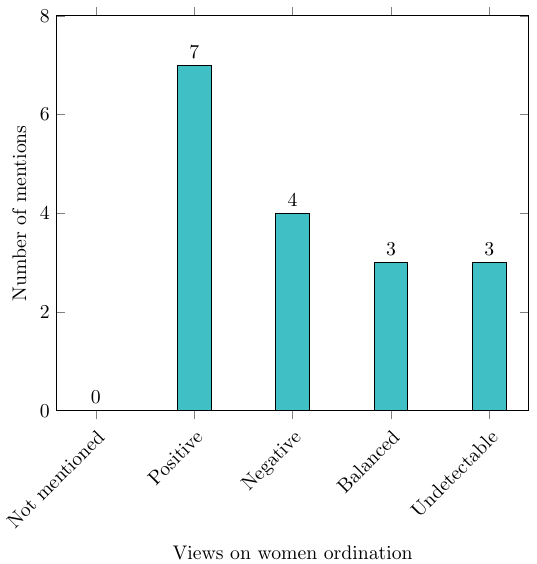 8
7
6
4
4
3
3
2
0
0
Number of mentions
Not mentioned
Positive
Negative
Balanced
Undetectable
Views on women ordination